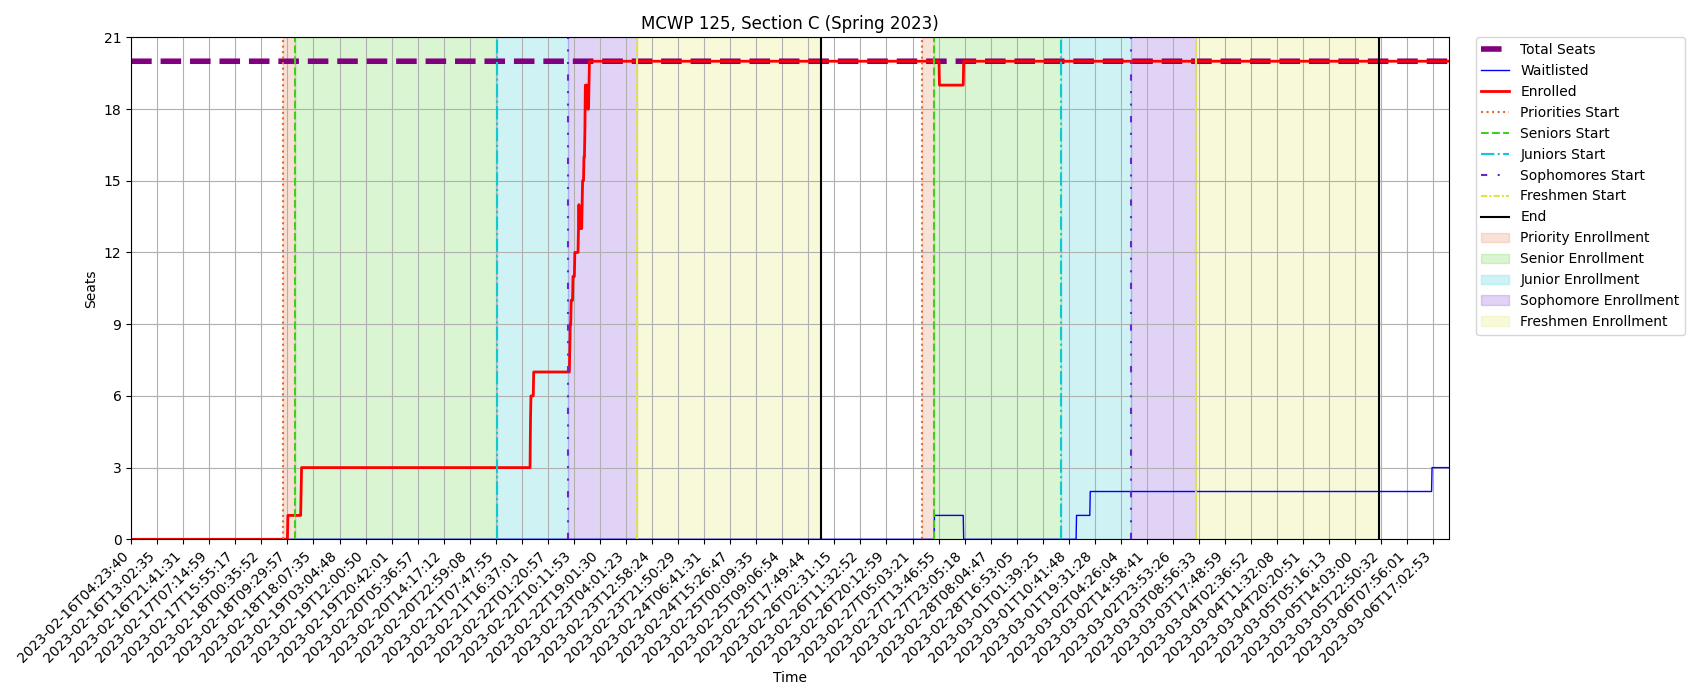 MCWP 125, Section C (Spring 2023)
21
18
15
12
9
6
3
0
Seats
2023-02-16T04:23:40
2023-02-16T13:02:35
2023-02-16T21:41:31
2023-02-17T07:14:59
2023-02-17T15:55:17
2023-02-18T00:35:52
2023-02-18T09:29:57
2023-02-18T18:07:35
2023-02-19T03:04:48
2023-02-19T12:00:50
2023-02-19T20:42:01
2023-02-20T05:36:57
2023-02-20T14:17:12
2023-02-20T22:59:08
2023-02-21T07:47:55
2023-02-21T16:37:01
2023-02-22T01:20:57
2023-02-22T10:11:53
2023-02-22T19:01:30
2023-02-23T04:01:23
2023-02-23T12:58:24
2023-02-23T21:50:29
2023-02-24T06:41:31
2023-02-24T15:26:47
2023-02-25T00:09:35
2023-02-25T09:06:54
2023-02-25T17:49:44
2023-02-26T02:31:15
2023-02-26T11:32:52
2023-02-26T20:12:59
2023-02-27T05:03:21
2023-02-27T13:46:55
2023-02-27T23:05:18
2023-02-28T08:04:47
2023-02-28T16:53:05
2023-03-01T01:39:25
2023-03-01T10:41:48
2023-03-01T19:31:28
2023-03-02T04:26:04
2023-03-02T14:58:41
2023-03-02T23:53:26
2023-03-03T08:56:33
2023-03-03T17:48:59
2023-03-04T02:36:52
2023-03-04T11:32:08
2023-03-04T20:20:51
2023-03-05T05:16:13
2023-03-05T14:03:00
2023-03-05T22:50:32
2023-03-06T07:56:01
2023-03-06T17:02:53
Time
Total Seats
Waitlisted
Enrolled
Priorities Start
Seniors Start
Juniors Start
Sophomores Start
Freshmen Start
End
Priority Enrollment
Senior Enrollment
Junior Enrollment
Sophomore Enrollment
Freshmen Enrollment